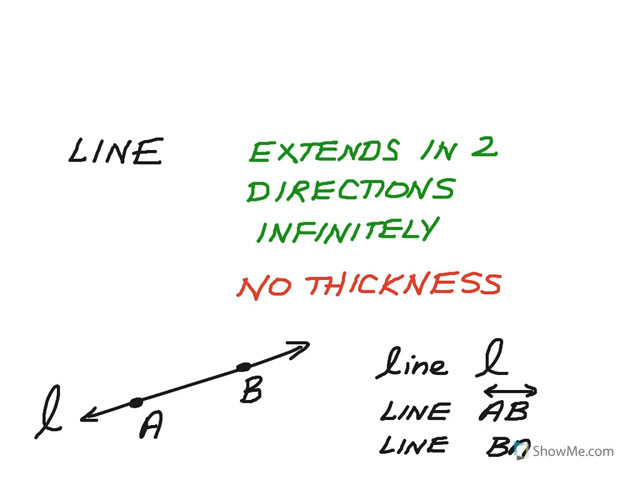 LINE
EXTENDS IN 2
DIRECTIONS
INFINITELY
NO THICKNESS
l
A
B
line l
LINE AB
LINE
ShowMe.com